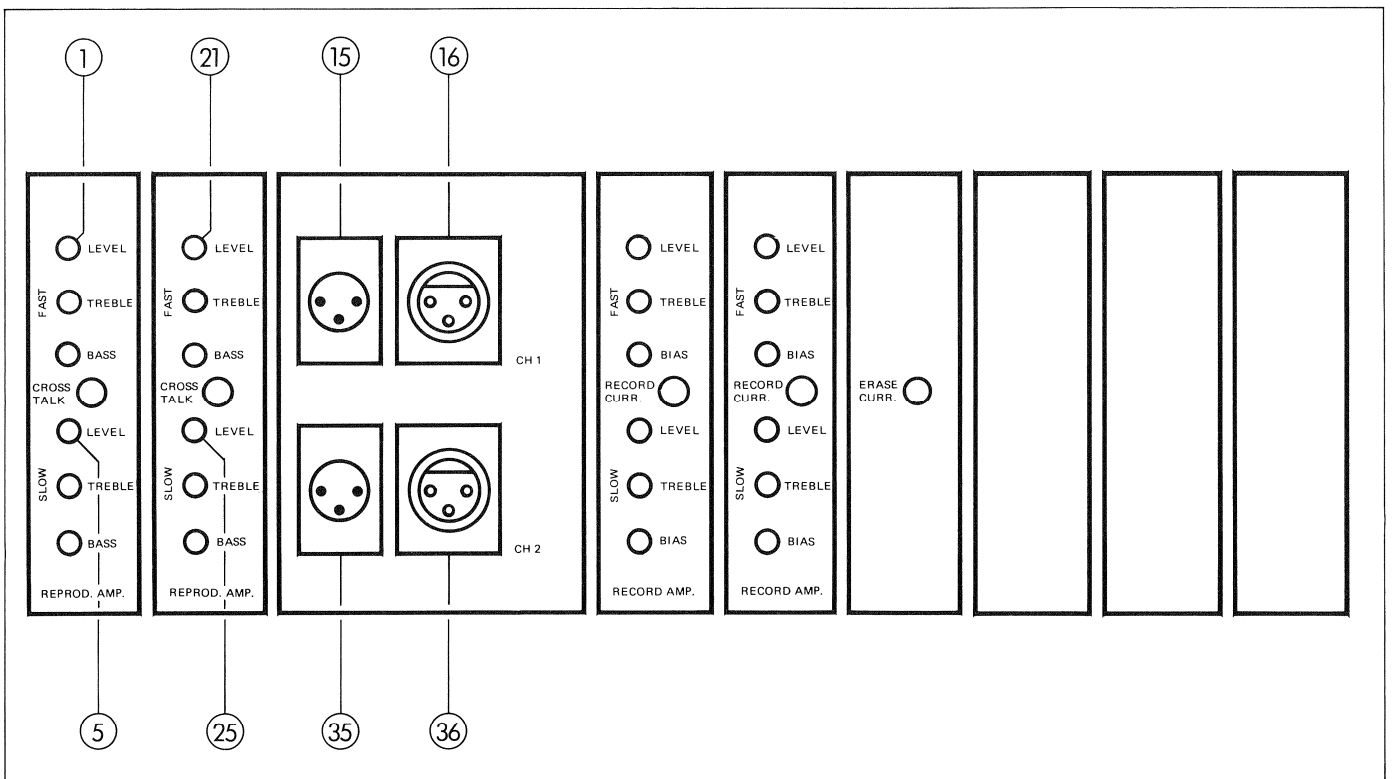 1
21
15
16
FAST
LEVEL
TREBLE
BASS
CROSS
TALK
SLOW
LEVEL
TREBLE
BASS
REPROD. AMP.
FAST
LEVEL
TREBLE
BASS
CROSS
TALK
SLOW
LEVEL
TREBLE
BASS
REPROD. AMP.
CH 1
CH 2
FAST
LEVEL
TREBLE
BIAS
RECORD
CURR.
SLOW
LEVEL
TREBLE
BIAS
RECORD AMP.
FAST
LEVEL
TREBLE
BIAS
RECORD
CURR.
SLOW
LEVEL
TREBLE
BIAS
RECORD AMP.
ERASE
CURR.
5
25
35
36